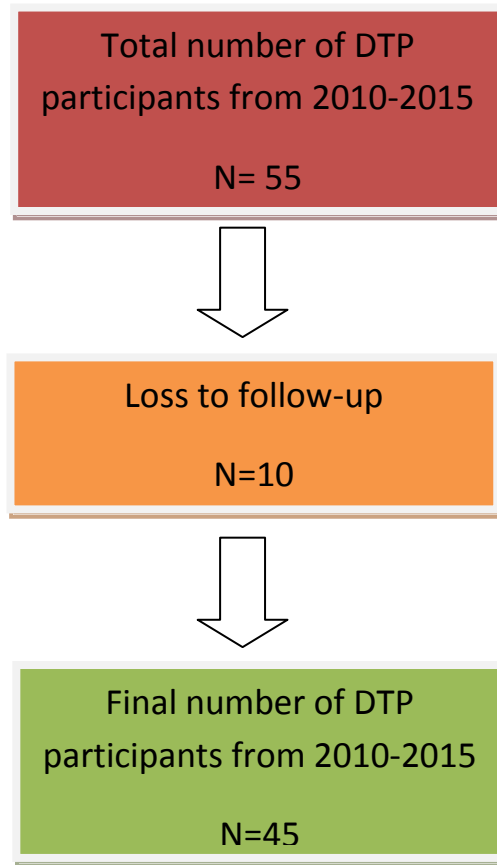 Total number of DTP
participants from 2010-2015
N= 55
Loss to follow-up
N=10
Final number of DTP
participants from 2010-2015
N=45